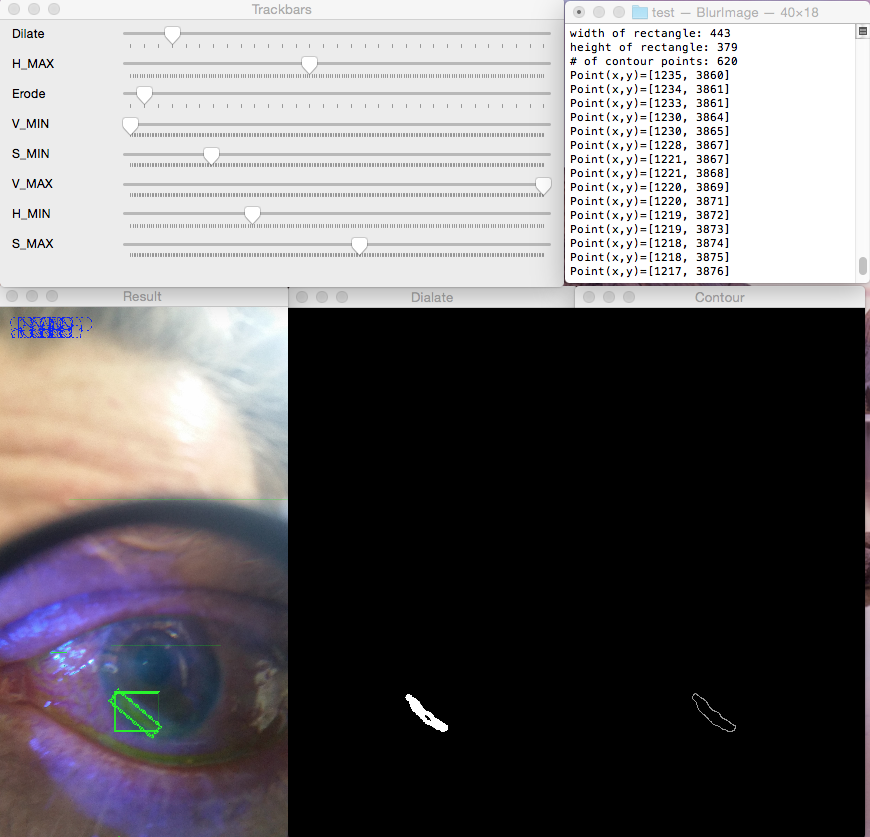 Trackbars
Dilate
H_MAX
Erode
V_MIN
S_MIN
V_MAX
H_MIN
S_MAX
test — BlurImage — 40×18
width of rectangle: 443
height of rectangle: 379
# of contour points: 620
Point(x,y)=[1235, 3860]
Point(x,y)=[1234, 3861]
Point(x,y)=[1233, 3861]
Point(x,y)=[1230, 3864]
Point(x,y)=[1230, 3865]
Point(x,y)=[1228, 3867]
Point(x,y)=[1221, 3867]
Point(x,y)=[1221, 3868]
Point(x,y)=[1220, 3869]
Point(x,y)=[1220, 3871]
Point(x,y)=[1219, 3872]
Point(x,y)=[1219, 3873]
Point(x,y)=[1218, 3874]
Point(x,y)=[1218, 3875]
Point(x,y)=[1217, 3876]
Result
Dialate
Contour